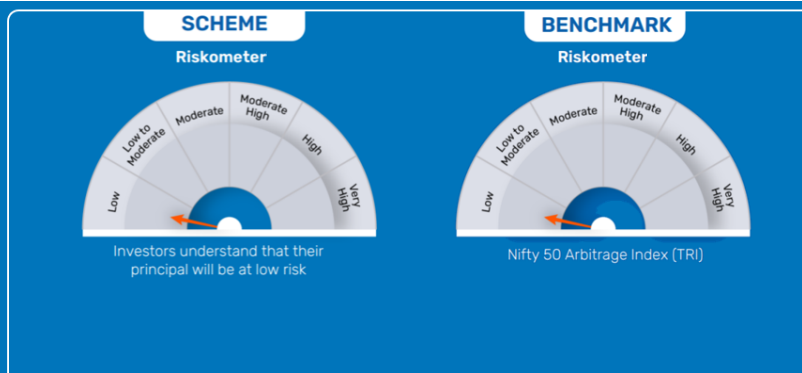 SCHEME
Riskometer
Low
Low to
Moderate
Moderate
Moderate
High
High
Very
High
Investors understand that their
principal will be at low risk
BENCHMARK
Riskometer
Low
Low to
Moderate
Moderate
Moderate
High
High
Very
High
Nifty 50 Arbitrage Index (TRI)